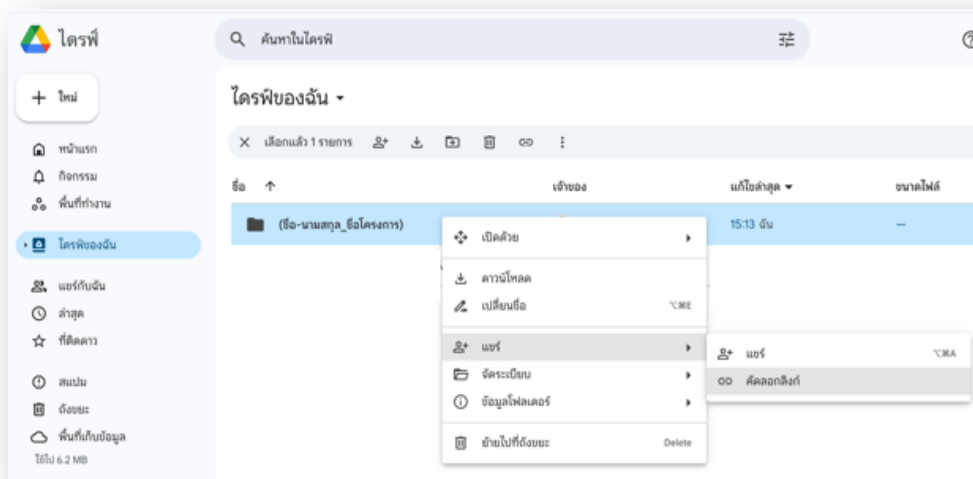 ไดรฟ์
ค้นหาในไดรฟ์
ใหม่
ไดรฟ์ของฉัน
เลือกแล้ว 1 รายการ
หน้าแรก
กิจกรรม
พื้นที่ทำงาน
ไดรฟ์ของฉัน
แชร์กับฉัน
ล่าสุด
ที่ติดดาว
สแปม
ถังขยะ
พื้นที่เก็บข้อมูล
ใช้ไป 6.2 MB
ชื่อ เจ้าของ แก้ไขล่าสุด ขนาดไฟล์
(ชื่อ-นามสกุล_ชื่อโครงการ) 15:13 ฉัน —
เปิดด้วย
ดาวน์โหลด
เปลี่ยนชื่อ ⌥⌘E
แชร์
จัดระเบียบ
ข้อมูลโฟลเดอร์
ย้ายไปที่ถังขยะ Delete
แชร์ ⌥⌘A
คัดลอกลิงก์